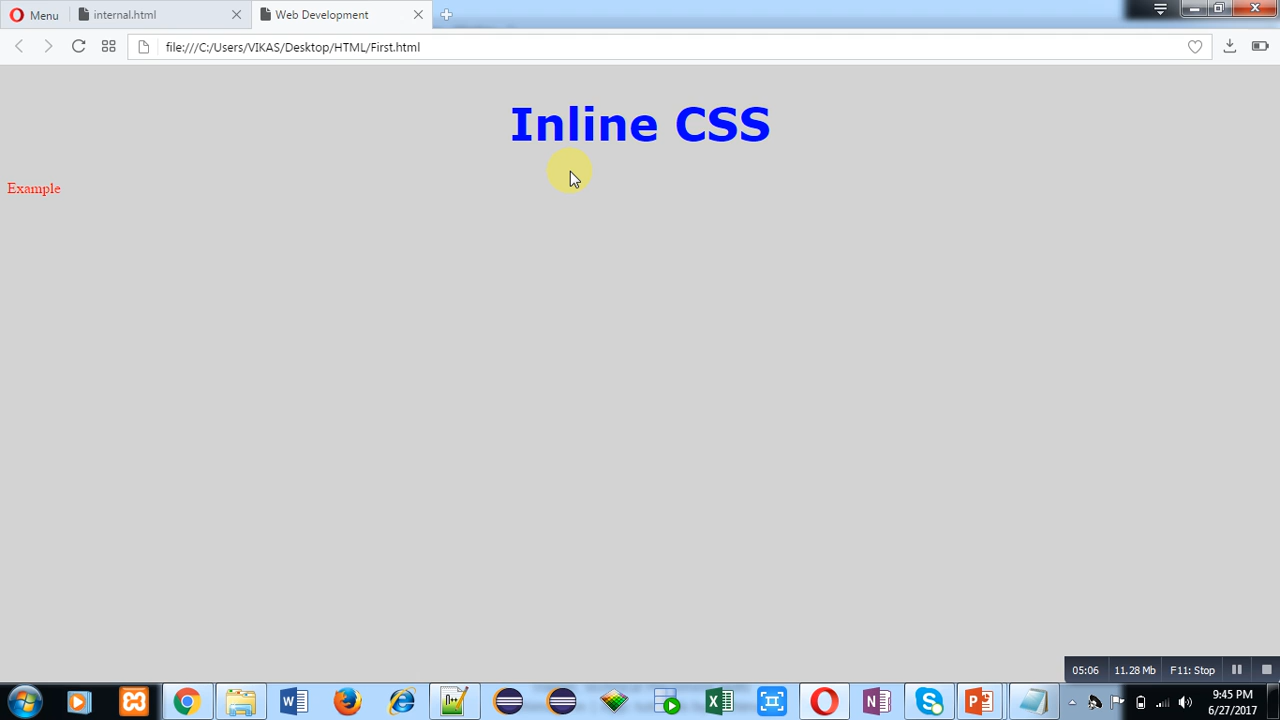 Menu internal.html Web Development
file:///C:/Users/VIKAS/Desktop/HTML/First.html
Inline CSS
Example
05:06 11.28 Mb F11: Stop
9:45 PM
6/27/2017